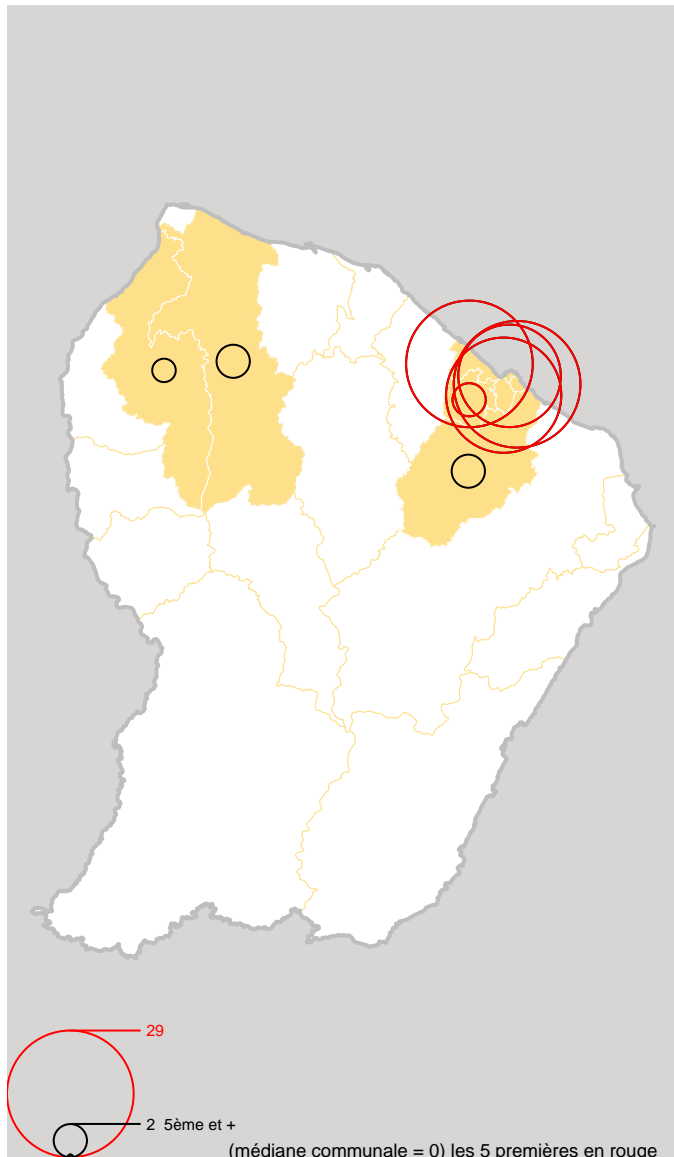 29
2 5ème et +
(médiane communale = 0) les 5 premières en rouge